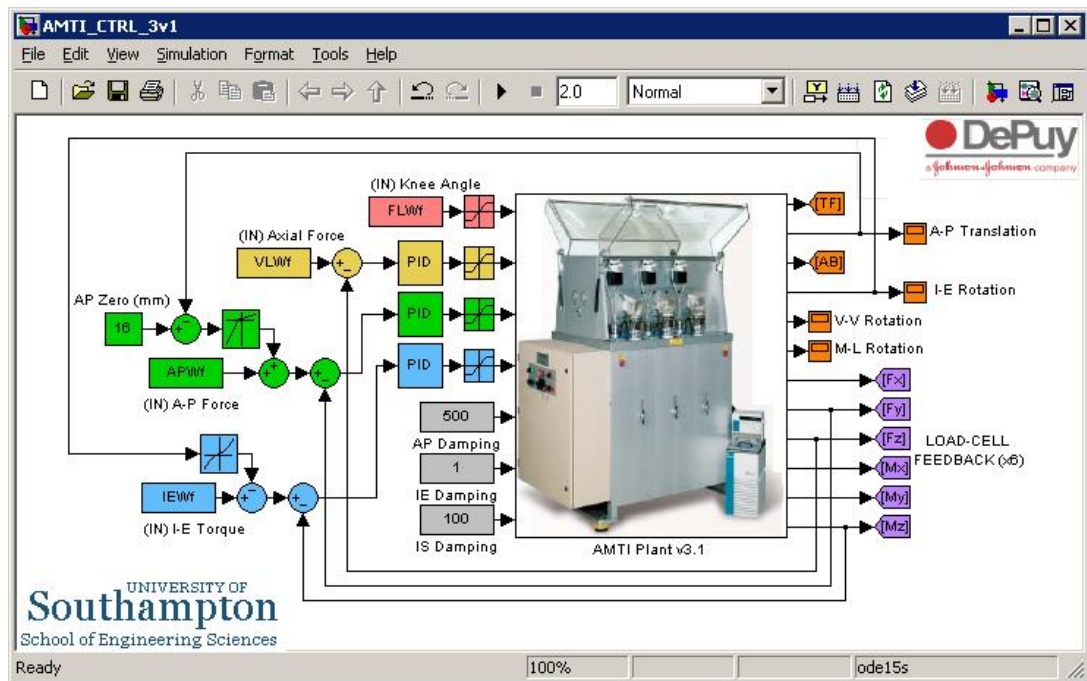 AMTI_CTRL_3v1
File Edit View Simulation Format Tools Help
2.0 Normal
DePuy
a Johnson & Johnson company
(IN) Knee Angle
FLWf
[TF]
A-P Translation
(IN) Axial Force
VLWf
+
-
PID
[AB]
I-E Rotation
AP Zero (mm)
16
+
-
PID
V-V Rotation
M-L Rotation
APWf
+
+
+
-
PID
[Fx]
(IN) A-P Force
500
AP Damping
[Fy]
[Fz]
LOAD-CELL
FEEDBACK (x6)
1
IE Damping
[Mx]
IEWf
+
-
+
-
[My]
(IN) I-E Torque
100
IS Damping
[Mz]
AMTI Plant v3.1
UNIVERSITY OF
Southampton
School of Engineering Sciences
Ready 100% ode15s